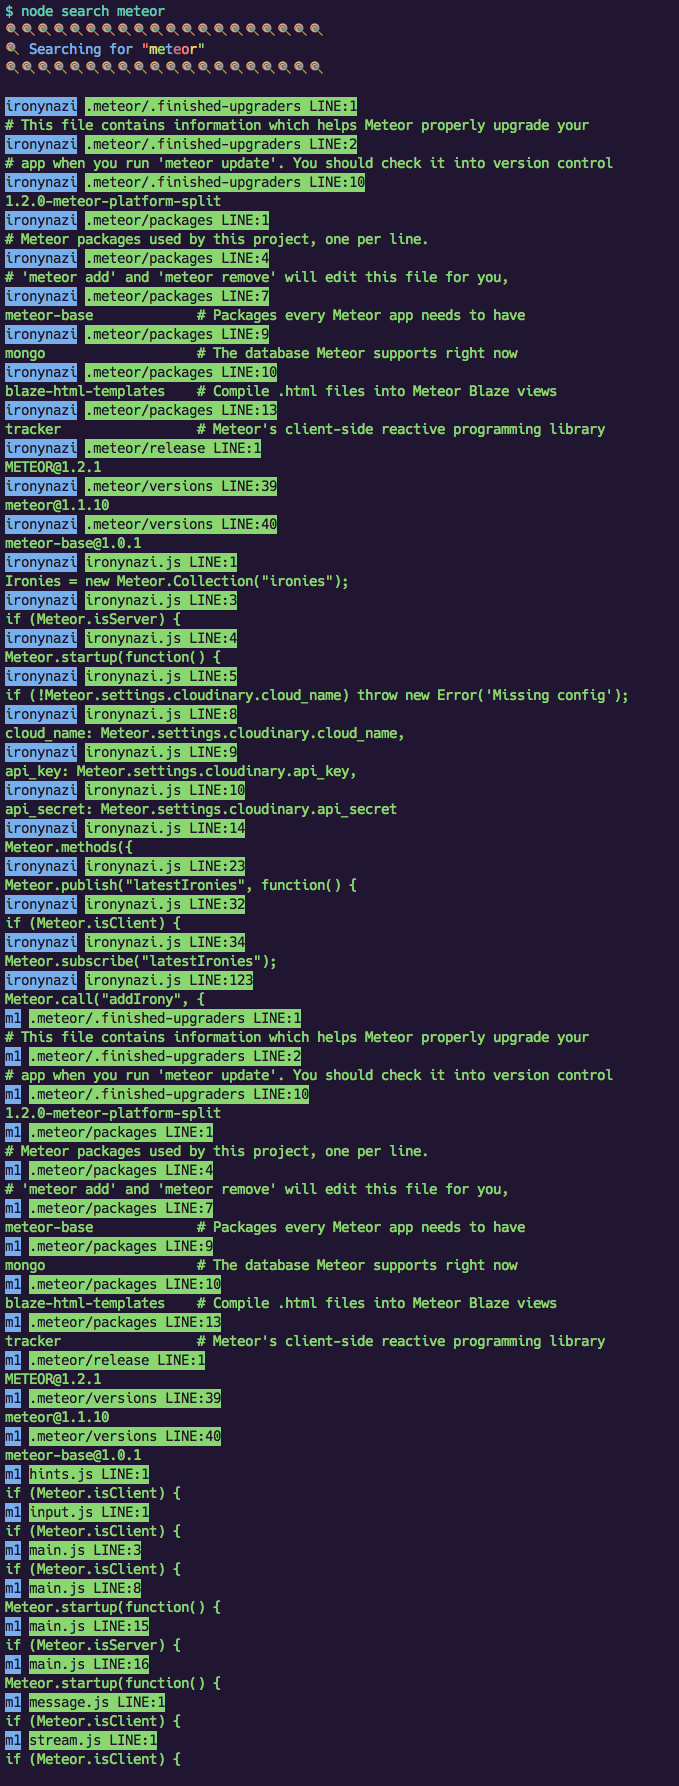 $ node search meteor
🔍🔍🔍🔍🔍🔍🔍🔍🔍🔍🔍🔍🔍🔍🔍🔍🔍🔍🔍🔍
🔍 Searching for "meteor"
🔍🔍🔍🔍🔍🔍🔍🔍🔍🔍🔍🔍🔍🔍🔍🔍🔍🔍🔍🔍
ironynazi .meteor/.finished-upgraders LINE:1
# This file contains information which helps Meteor properly upgrade your
ironynazi .meteor/.finished-upgraders LINE:2
# app when you run 'meteor update'. You should check it into version control
ironynazi .meteor/.finished-upgraders LINE:10
1.2.0-meteor-platform-split
ironynazi .meteor/packages LINE:1
# Meteor packages used by this project, one per line.
ironynazi .meteor/packages LINE:4
# 'meteor add' and 'meteor remove' will edit this file for you,
ironynazi .meteor/packages LINE:7
meteor-base             # Packages every Meteor app needs to have
ironynazi .meteor/packages LINE:9
mongo                   # The database Meteor supports right now
ironynazi .meteor/packages LINE:10
blaze-html-templates    # Compile .html files into Meteor Blaze views
ironynazi .meteor/packages LINE:13
tracker                 # Meteor's client-side reactive programming library
ironynazi .meteor/release LINE:1
METEOR@1.2.1
ironynazi .meteor/versions LINE:39
meteor@1.1.10
ironynazi .meteor/versions LINE:40
meteor-base@1.0.1
ironynazi ironynazi.js LINE:1
Ironies = new Meteor.Collection("ironies");
ironynazi ironynazi.js LINE:3
if (Meteor.isServer) {
ironynazi ironynazi.js LINE:4
Meteor.startup(function() {
ironynazi ironynazi.js LINE:5
if (!Meteor.settings.cloudinary.cloud_name) throw new Error('Missing config');
ironynazi ironynazi.js LINE:8
cloud_name: Meteor.settings.cloudinary.cloud_name,
ironynazi ironynazi.js LINE:9
api_key: Meteor.settings.cloudinary.api_key,
ironynazi ironynazi.js LINE:10
api_secret: Meteor.settings.cloudinary.api_secret
ironynazi ironynazi.js LINE:14
Meteor.methods({
ironynazi ironynazi.js LINE:23
Meteor.publish("latestIronies", function() {
ironynazi ironynazi.js LINE:32
if (Meteor.isClient) {
ironynazi ironynazi.js LINE:34
Meteor.subscribe("latestIronies");
ironynazi ironynazi.js LINE:123
Meteor.call("addIrony", {
m1 .meteor/.finished-upgraders LINE:1
# This file contains information which helps Meteor properly upgrade your
m1 .meteor/.finished-upgraders LINE:2
# app when you run 'meteor update'. You should check it into version control
m1 .meteor/.finished-upgraders LINE:10
1.2.0-meteor-platform-split
m1 .meteor/packages LINE:1
# Meteor packages used by this project, one per line.
m1 .meteor/packages LINE:4
# 'meteor add' and 'meteor remove' will edit this file for you,
m1 .meteor/packages LINE:7
meteor-base             # Packages every Meteor app needs to have
m1 .meteor/packages LINE:9
mongo                   # The database Meteor supports right now
m1 .meteor/packages LINE:10
blaze-html-templates    # Compile .html files into Meteor Blaze views
m1 .meteor/packages LINE:13
tracker                 # Meteor's client-side reactive programming library
m1 .meteor/release LINE:1
METEOR@1.2.1
m1 .meteor/versions LINE:39
meteor@1.1.10
m1 .meteor/versions LINE:40
meteor-base@1.0.1
m1 hints.js LINE:1
if (Meteor.isClient) {
m1 input.js LINE:1
if (Meteor.isClient) {
m1 main.js LINE:3
if (Meteor.isClient) {
m1 main.js LINE:8
Meteor.startup(function() {
m1 main.js LINE:15
if (Meteor.isServer) {
m1 main.js LINE:16
Meteor.startup(function() {
m1 message.js LINE:1
if (Meteor.isClient) {
m1 stream.js LINE:1
if (Meteor.isClient) {